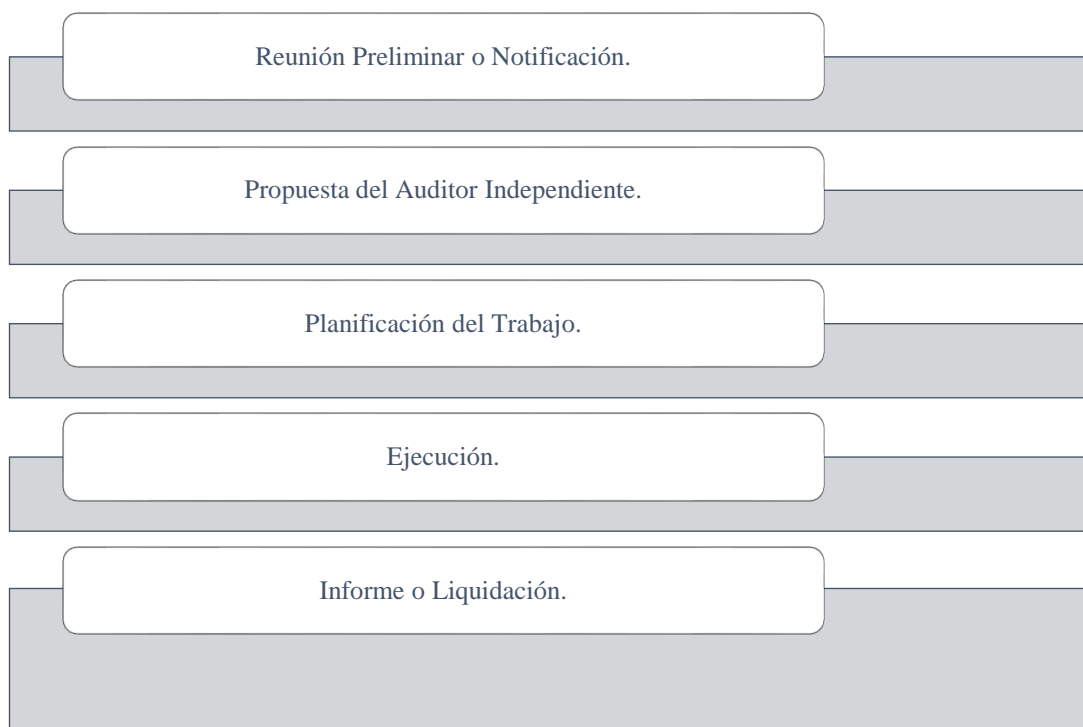 Reunión Preliminar o Notificación.
Propuesta del Auditor Independiente.
Planificación del Trabajo.
Ejecución.
Informe o Liquidación.